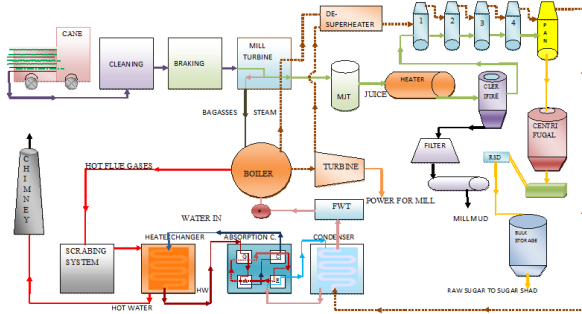 CANE
CLEANING
BRAKING
MILL
TURBINE
DE-
SUPERHEATER
1
2
3
4
P
A
N
MJT
JUICE
HEATER
CLER
IFIRE
BAGASSES
STEAM
BOILER
TURBINE
POWER FOR MILL
FILTER
MILL MUD
CENTRI
FUGAL
RSD
BULK
STORAGE
RAW SUGAR TO SUGAR SHAD
CHIMNEY
HOT FLUE GASES
FWT
WATER IN
SCRABING
SYSTEM
HEATEXCHANGER
ABSORPTION C.
CONDENSER
G
C
A
E
HW
HOT WATER